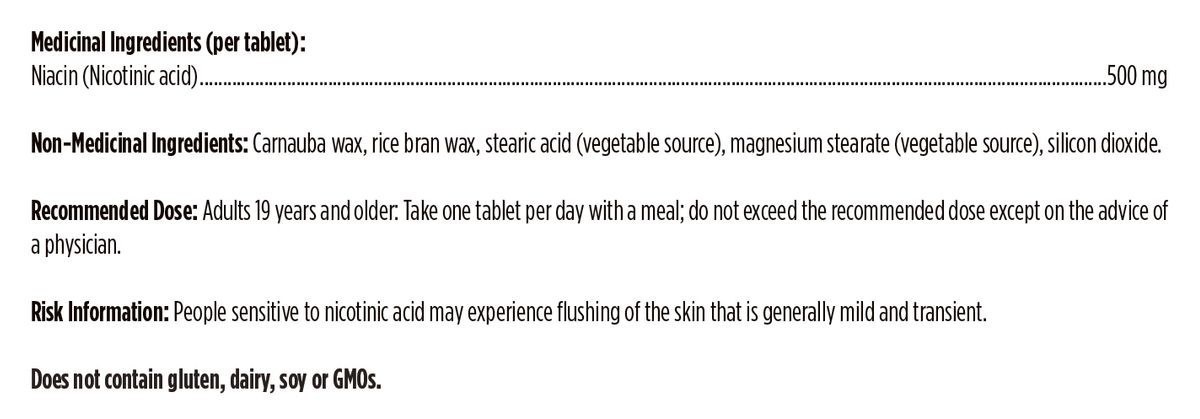 Medicinal Ingredients (per tablet):
Niacin (Nicotinic acid)..........................................................................................................................................................................................................500 mg
Non-Medicinal Ingredients: Carnauba wax, rice bran wax, stearic acid (vegetable source), magnesium stearate (vegetable source), silicon dioxide.
Recommended Dose: Adults 19 years and older: Take one tablet per day with a meal; do not exceed the recommended dose except on the advice of
a physician.
Risk Information: People sensitive to nicotinic acid may experience flushing of the skin that is generally mild and transient.
Does not contain gluten, dairy, soy or GMOs.